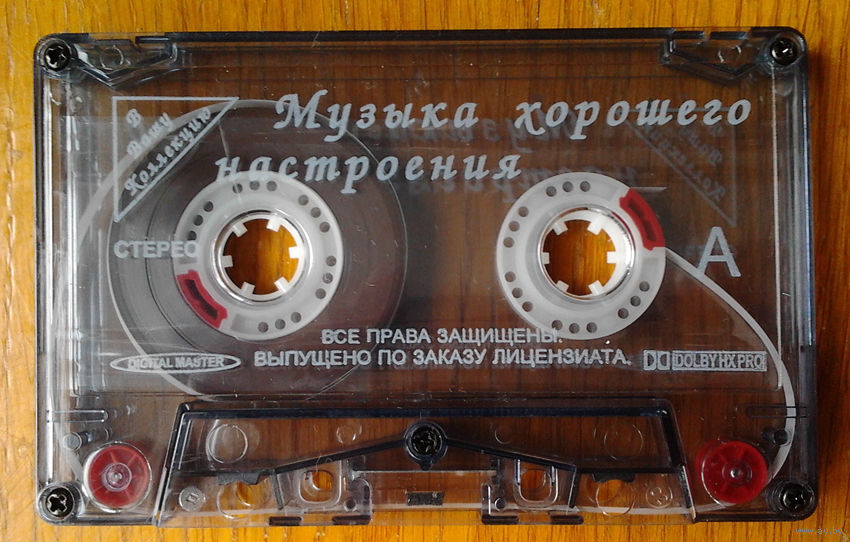 В
Вашу
Коллекцию
Музыка хорошего
настроения
СТЕРЕО
A
ВСЕ ПРАВА ЗАЩИЩЕНЫ.
ВЫПУЩЕНО ПО ЗАКАЗУ ЛИЦЕНЗИАТА.
DIGITAL MASTER
DOLBY HX PRO